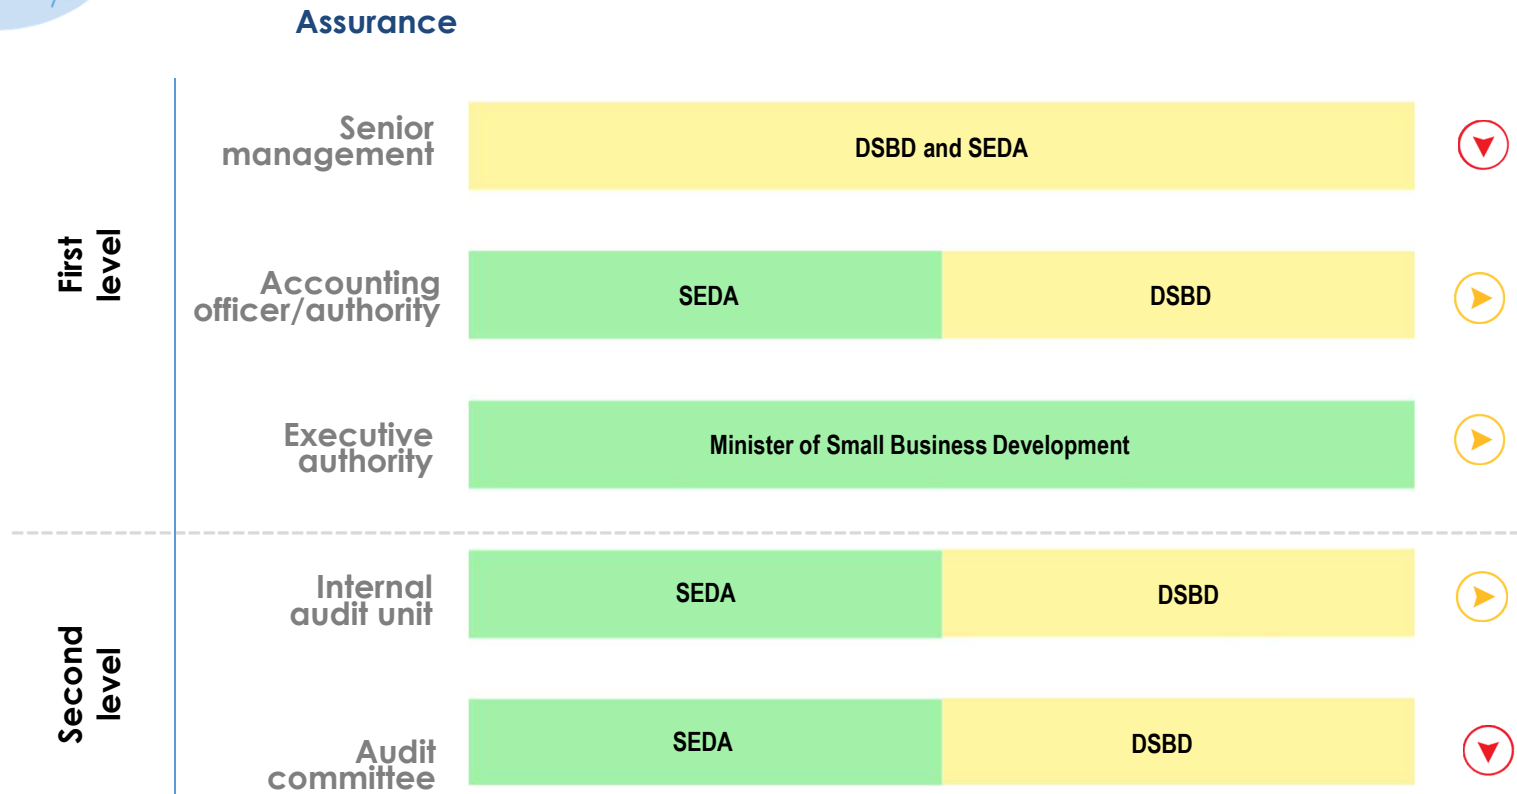 Assurance
First
level
Senior
management
DSBD and SEDA
Accounting
officer/authority
SEDA
DSBD
Executive
authority
Minister of Small Business Development
Second
level
Internal
audit unit
SEDA
DSBD
Audit
committee
SEDA
DSBD